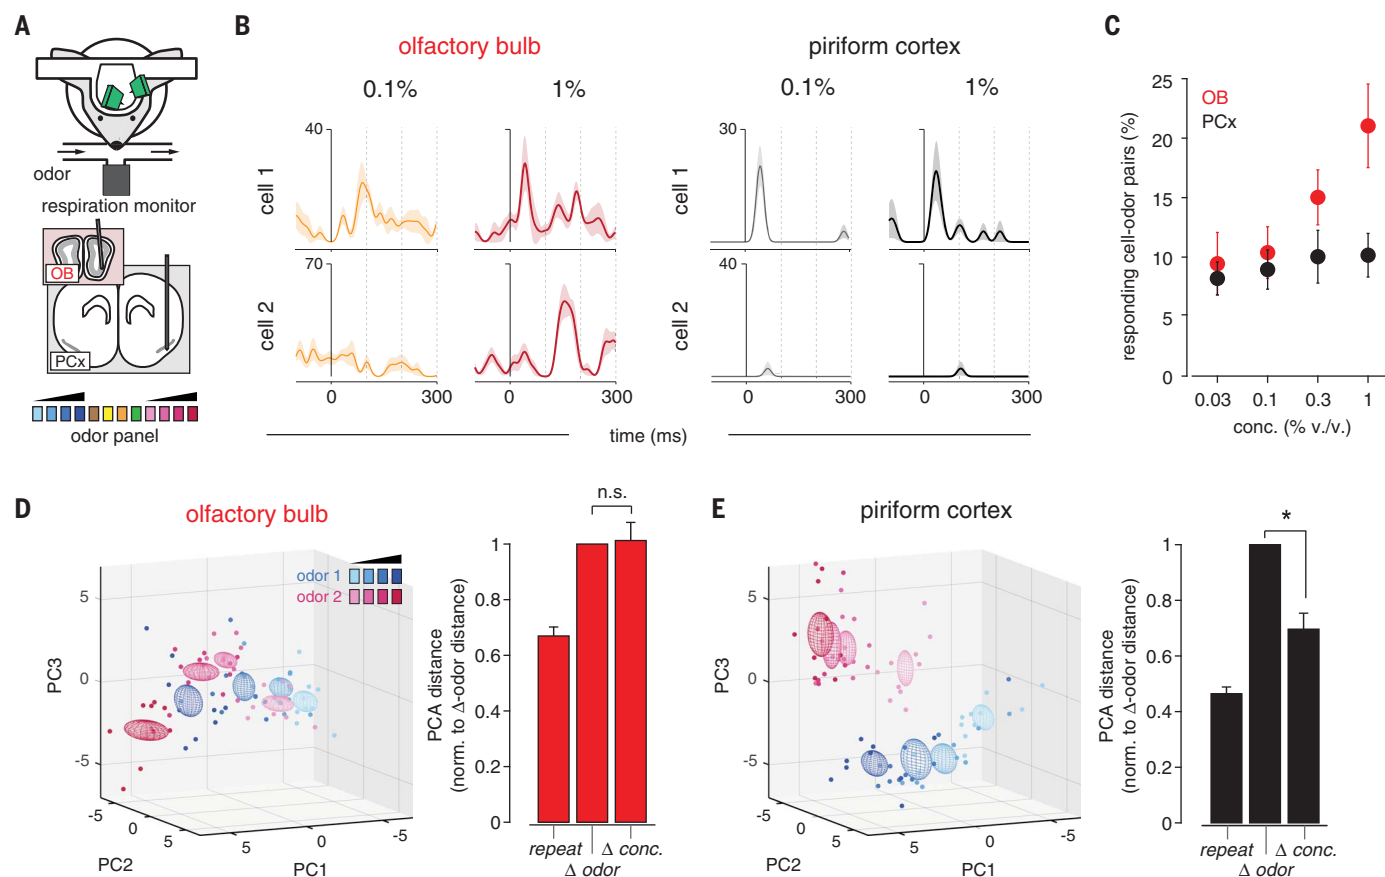 A
odor
respiration monitor
OB
PCx
odor panel
B
olfactory bulb
piriform cortex
0.1%
1%
0.1%
1%
cell 1
40
cell 1
30
cell 2
70
cell 2
40
0
300
0
300
0
300
0
300
time (ms)
C
responding cell-odor pairs (%)
25
20
15
10
5
0
OB
PCx
0.03
0.1
0.3
1
conc. (% v./v.)
D
olfactory bulb
odor 1
odor 2
PC3
5
0
-5
-5
0
5
PC2
5
0
-5
PC1
PCA distance
(norm. to Δ-odor distance)
1
0.8
0.6
0.4
0.2
0
n.s.
repeat
Δ conc.
Δ odor
E
piriform cortex
PC3
5
0
-5
-5
0
5
PC2
5
0
-5
PC1
PCA distance
(norm. to Δ-odor distance)
1
0.8
0.6
0.4
0.2
0
*
repeat
Δ conc.
Δ odor